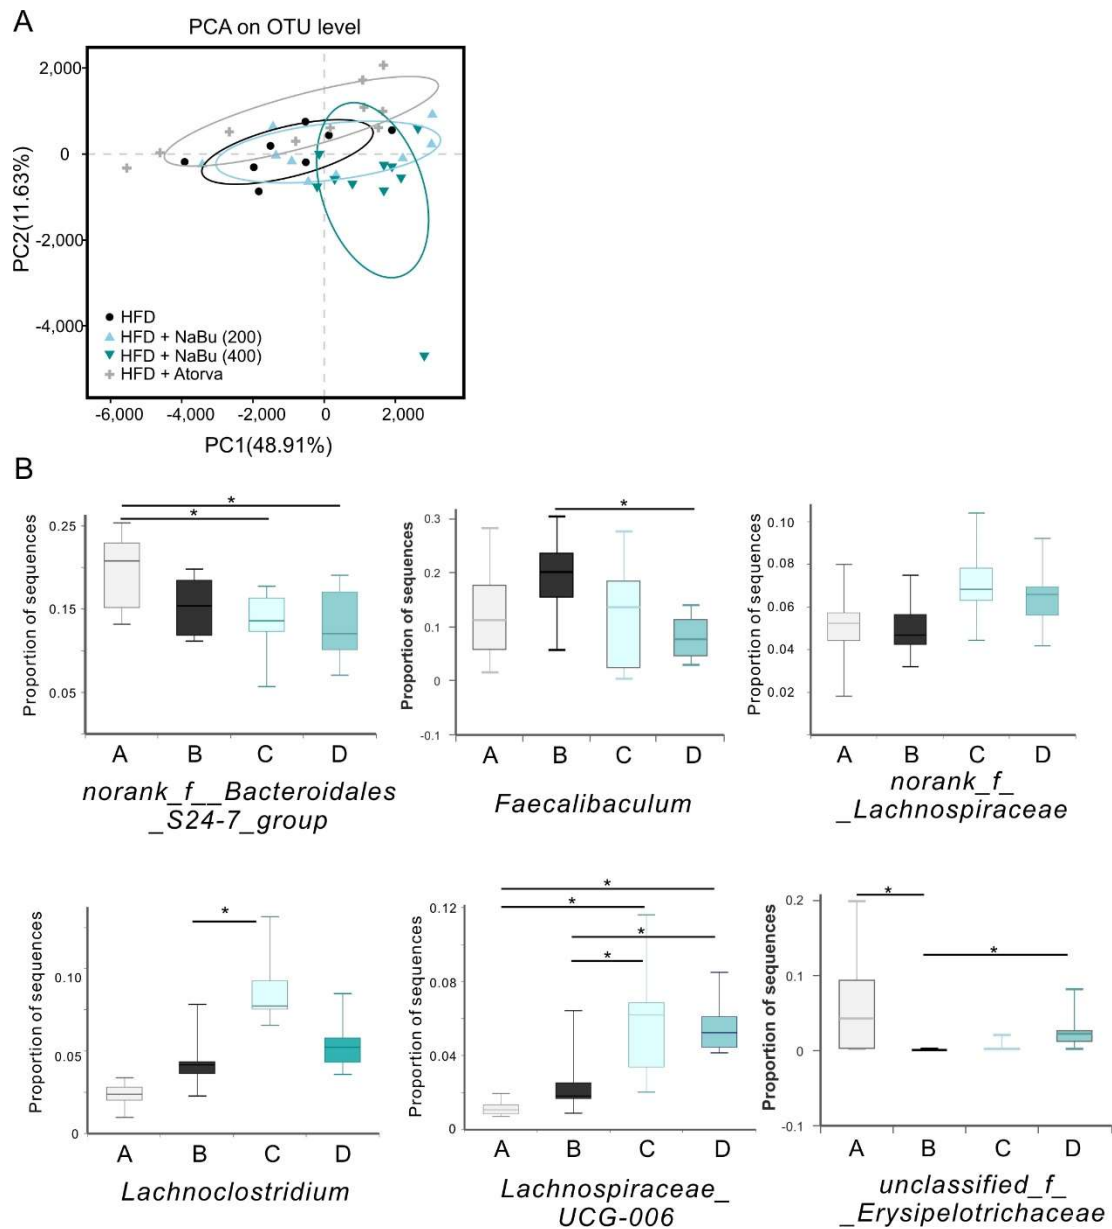 A
PCA on OTU level
2,000
0
-2,000
-4,000
PC2(11.63%)
HFD
HFD + NaBu (200)
HFD + NaBu (400)
HFD + Atorva
-6,000 -4,000 -2,000 0 2,000
PC1(48.91%)
B
Proportion of sequences
0.25
0.15
0.05
* *
A B C D
norank_f__Bacteroidales
_S24-7_group
Proportion of sequences
0.3
0.2
0.1
0
-0.1
*
A B C D
Faecalibaculum
Proportion of sequences
0.10
0.08
0.06
0.04
0.02
A B C D
norank_f_
_Lachnospiraceae
Proportion of sequences
0.10
0.05
0
*
A B C D
Lachnoclostridium
Proportion of sequences
0.12
0.08
0.04
0
* * * *
A B C D
Lachnospiraceae_
UCG-006
Proportion of sequences
0.2
0.1
0
-0.1
* *
A B C D
unclassified_f_
_Erysipelotrichaceae